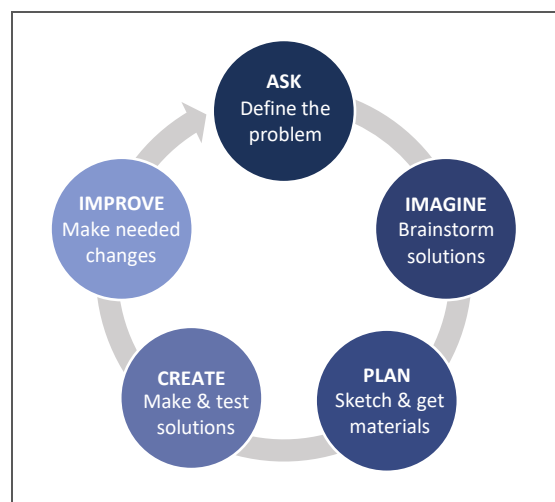 ASK
Define the
problem
IMAGINE
Brainstorm
solutions
PLAN
Sketch & get
materials
CREATE
Make & test
solutions
IMPROVE
Make needed
changes